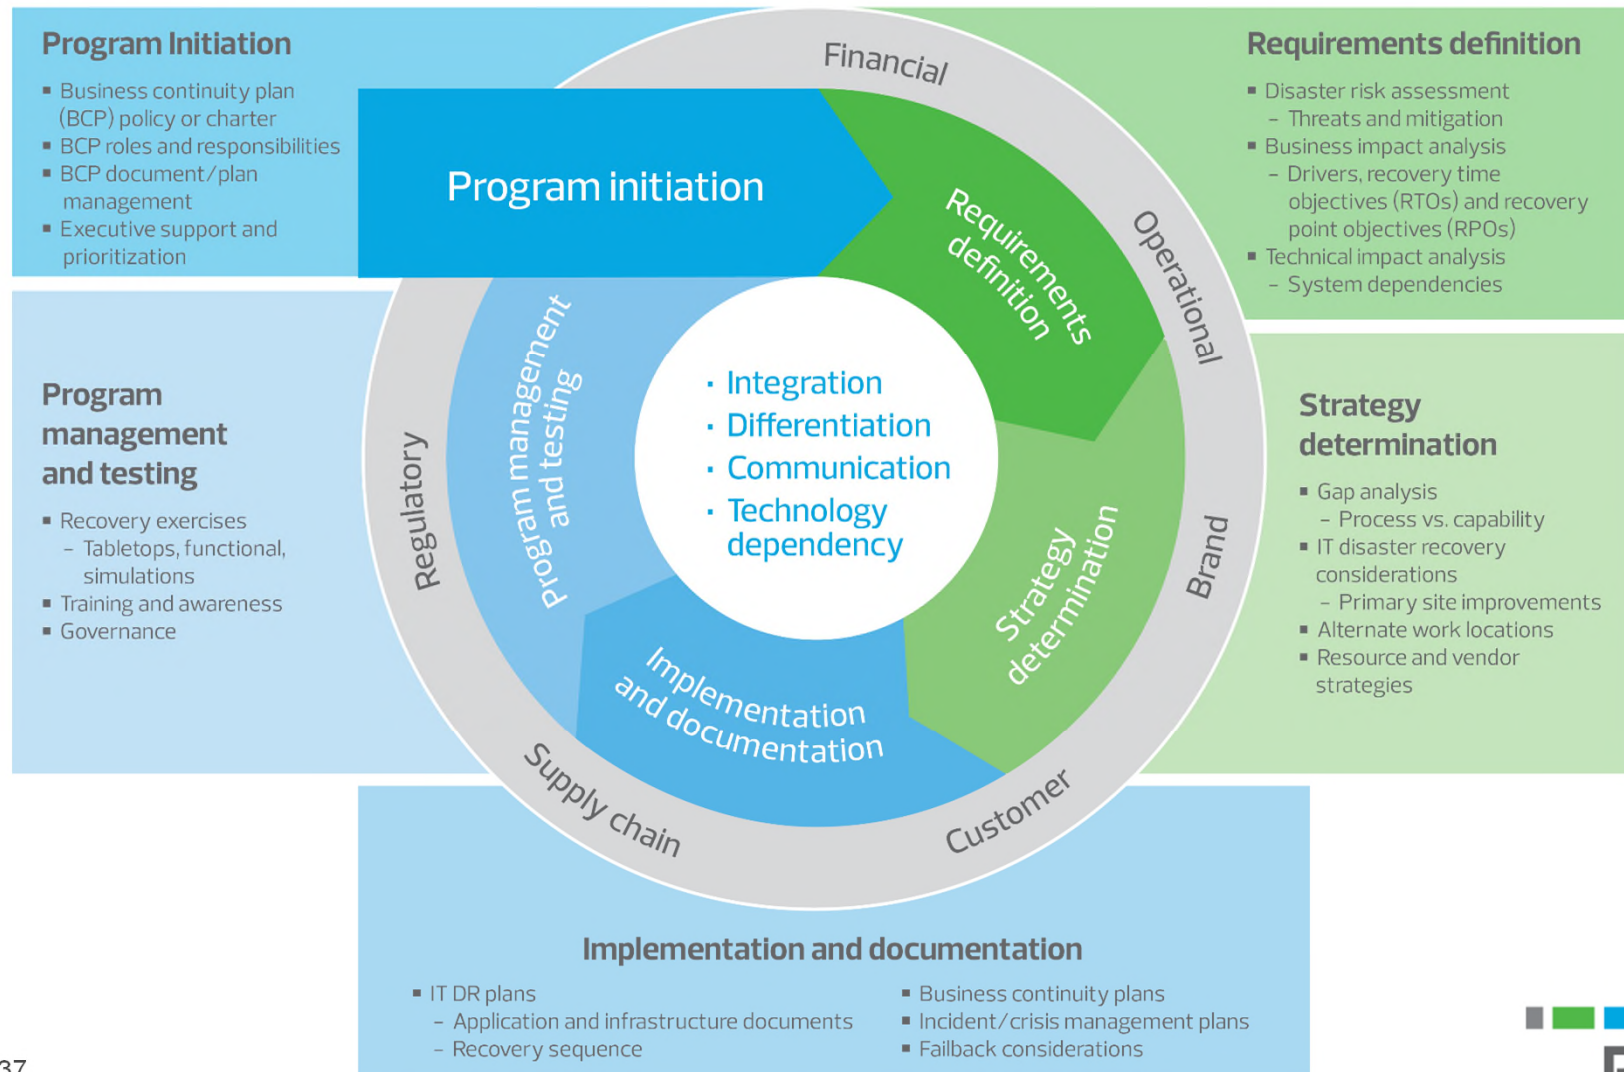 Program Initiation
▪ Business continuity plan
(BCP) policy or charter
▪ BCP roles and responsibilities
▪ BCP document/plan
management
▪ Executive support and
prioritization
Program
management
and testing
▪ Recovery exercises
– Tabletops, functional,
simulations
▪ Training and awareness
▪ Governance
Program initiation
Requirements
definition
Strategy
determination
Implementation
and documentation
Program management
and testing
Financial
Operational
Brand
Customer
Supply chain
Regulatory
· Integration
· Differentiation
· Communication
· Technology
dependency
Requirements definition
▪ Disaster risk assessment
– Threats and mitigation
▪ Business impact analysis
– Drivers, recovery time
objectives (RTOs) and recovery
point objectives (RPOs)
▪ Technical impact analysis
– System dependencies
Strategy
determination
▪ Gap analysis
– Process vs. capability
▪ IT disaster recovery
considerations
– Primary site improvements
▪ Alternate work locations
▪ Resource and vendor
strategies
Implementation and documentation
▪ IT DR plans
– Application and infrastructure documents
– Recovery sequence
▪ Business continuity plans
▪ Incident/crisis management plans
▪ Failback considerations
37